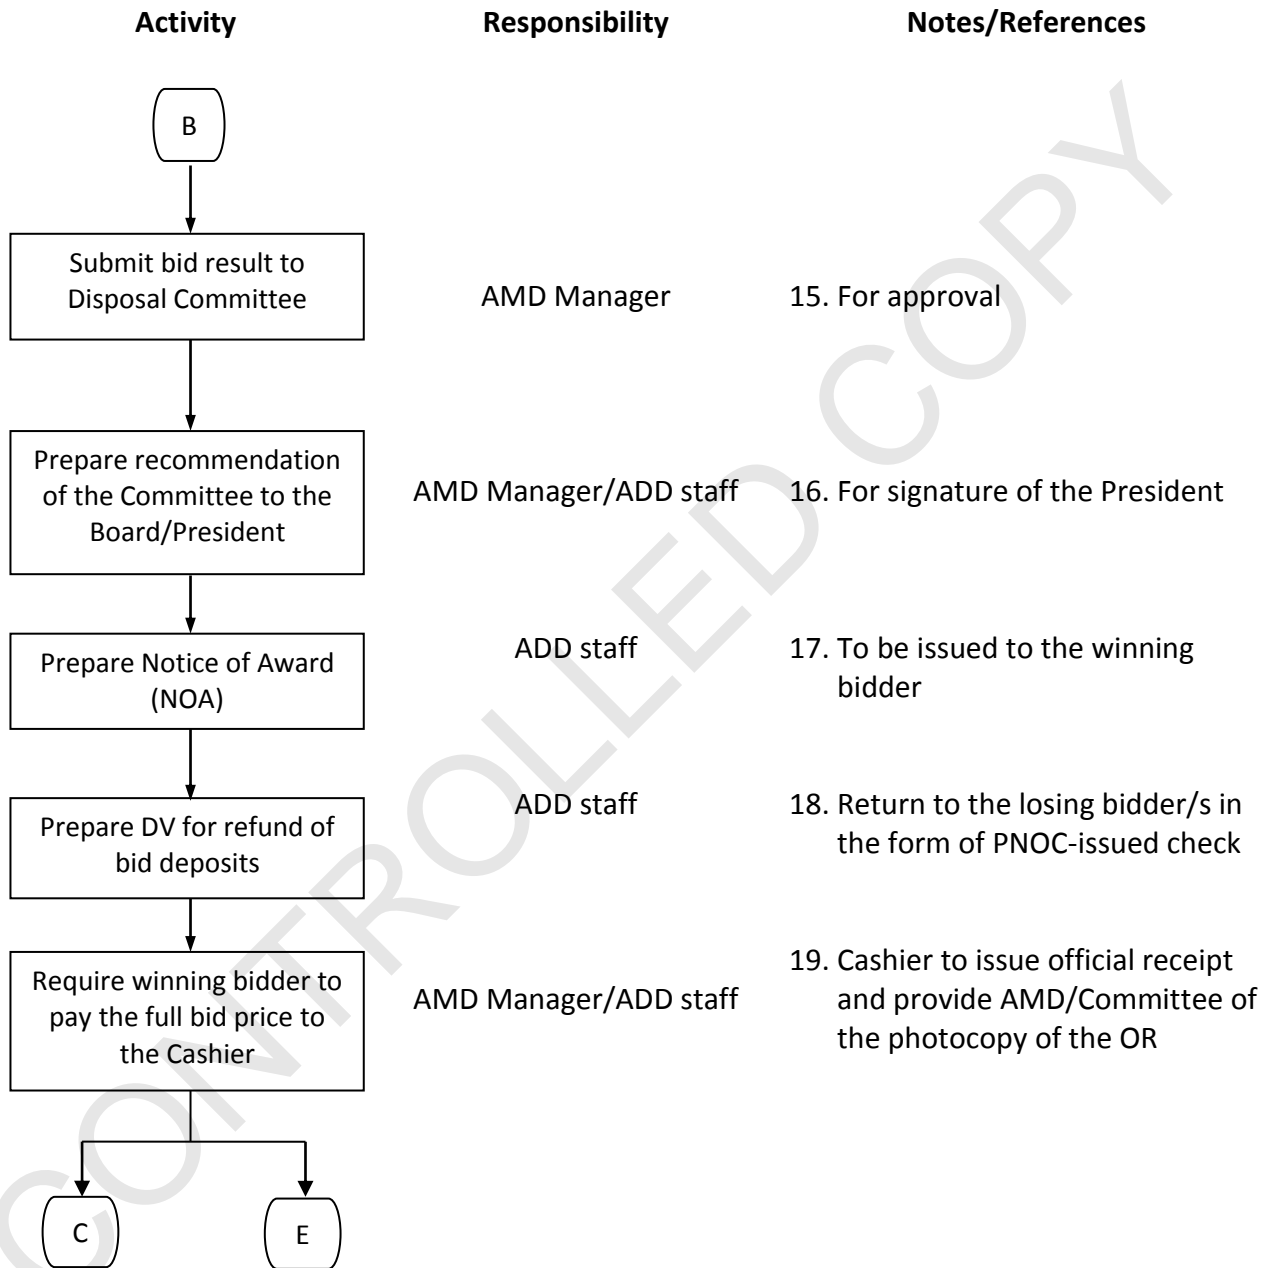 Activity Responsibility Notes/References
B
Submit bid result to
Disposal Committee
AMD Manager
15. For approval
Prepare recommendation
of the Committee to the
Board/President
AMD Manager/ADD staff
16. For signature of the President
Prepare Notice of Award
(NOA)
ADD staff
17. To be issued to the winning
bidder
Prepare DV for refund of
bid deposits
ADD staff
18. Return to the losing bidder/s in
the form of PNOC-issued check
Require winning bidder to
pay the full bid price to
the Cashier
AMD Manager/ADD staff
19. Cashier to issue official receipt
and provide AMD/Committee of
the photocopy of the OR
C
E
CONTROLLED COPY